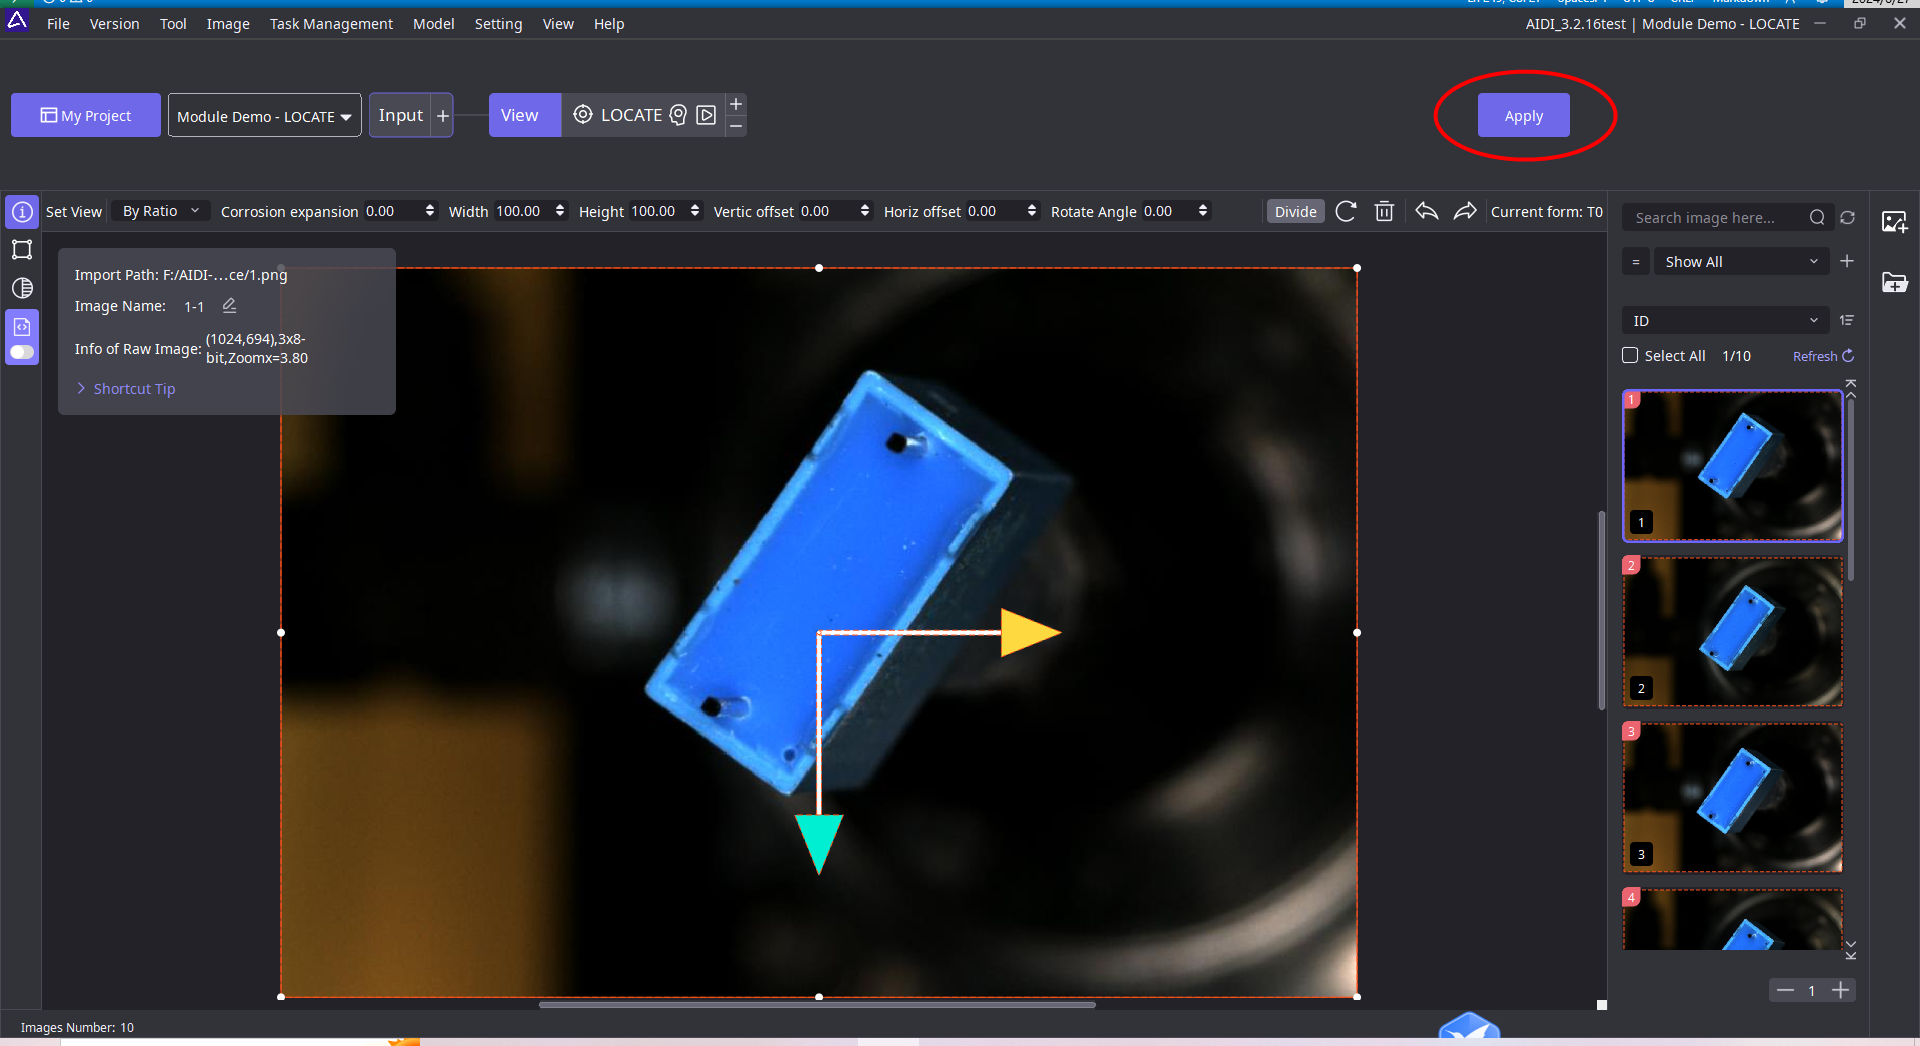 File Version Tool Image Task Management Model Setting View Help AIDI_3.2.16test | Module Demo - LOCATE
My Project Module Demo - LOCATE Input + View LOCATE + − Apply
Set View By Ratio Corrosion expansion 0.00 Width 100.00 Height 100.00 Vertic offset 0.00 Horiz offset 0.00 Rotate Angle 0.00 Divide Current form: T0
Import Path: F:/AIDI-...ce/1.png
Image Name: 1-1
Info of Raw Image: (1024,694),3x8-
bit,Zoomx=3.80
Shortcut Tip
Search image here...
= Show All
ID
Select All 1/10 Refresh
1
1
2
2
3
3
4
1
Images Number: 10